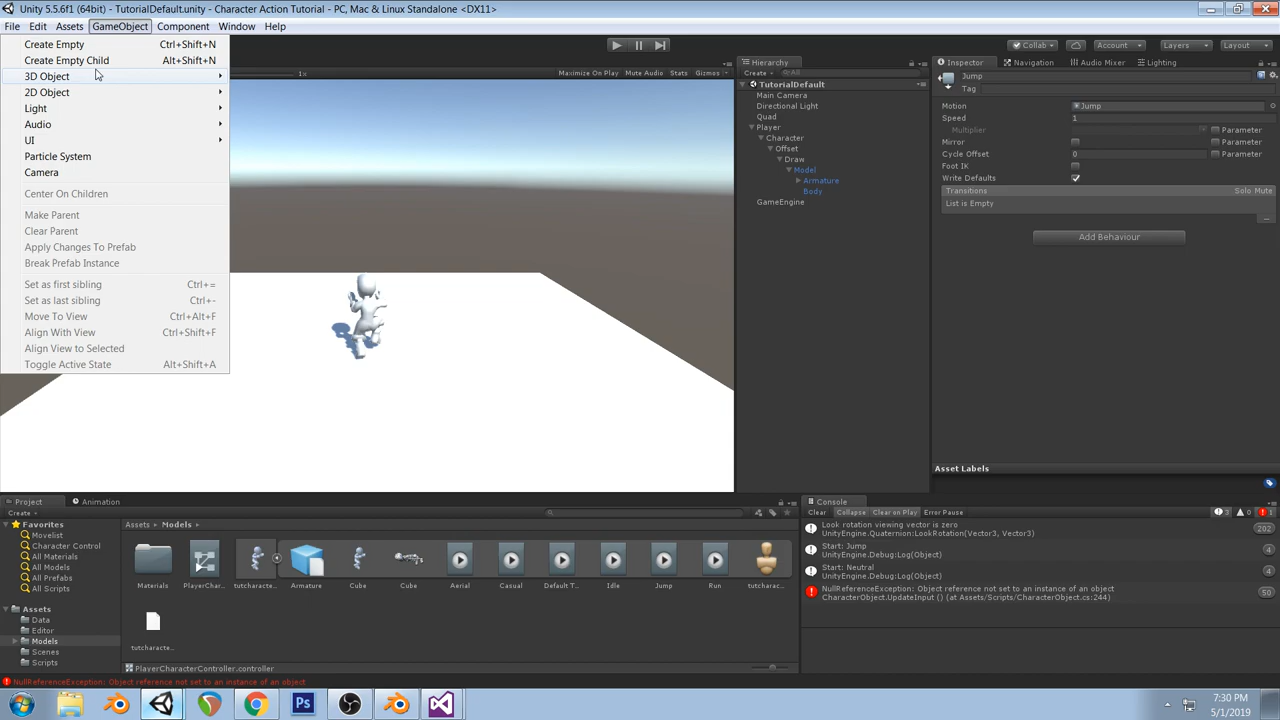 Unity 5.5.6f1 - TutorialDefault.unity - Character Action Tutorial - PC, Mac & Linux Standalone <DX11>
File Edit Assets GameObject Component Window Help
Create Empty Ctrl+Shift+N
Create Empty Child Alt+Shift+N
3D Object
2D Object
Light
Audio
UI
Particle System
Camera
Center On Children
Make Parent
Clear Parent
Apply Changes To Prefab
Break Prefab Instance
Set as first sibling Ctrl+=
Set as last sibling Ctrl+-
Move To View Ctrl+Alt+F
Align With View Ctrl+Shift+F
Align View to Selected
Toggle Active State Alt+Shift+A
Collab Account Layers Layout
1x Maximize On Play Mute Audio Stats Gizmos
Hierarchy
Create All
TutorialDefault
Main Camera
Directional Light
Quad
Player
Character
Offset
Draw
Model
Armature
Body
GameEngine
Inspector Navigation Audio Mixer Lighting
Jump
Tag
Motion Jump
Speed 1
Multiplier Parameter
Mirror Parameter
Cycle Offset 0 Parameter
Foot IK
Write Defaults
Transitions Solo Mute
List is Empty
Add Behaviour
Asset Labels
Project Animation
Create
Favorites
Movelist
Character Control
All Materials
All Models
All Prefabs
All Scripts
Assets
Data
Editor
Models
Scenes
Scripts
Assets Models
Materials PlayerChar... tutcharacte... Armature Cube Cube Aerial Casual Default T... Idle Jump Run tutcharac...
tutcharacte...
PlayerCharacterController.controller
Console
Clear Collapse Clear on Play Error Pause 3 0 1
Look rotation viewing vector is zero
UnityEngine.Quaternion:LookRotation(Vector3, Vector3)
202
Start: Jump
UnityEngine.Debug:Log(Object)
4
Start: Neutral
UnityEngine.Debug:Log(Object)
4
NullReferenceException: Object reference not set to an instance of an object
CharacterObject.UpdateInput () (at Assets/Scripts/CharacterObject.cs:244)
50
NullReferenceException: Object reference not set to an instance of an object
Ps
7:30 PM
5/1/2019